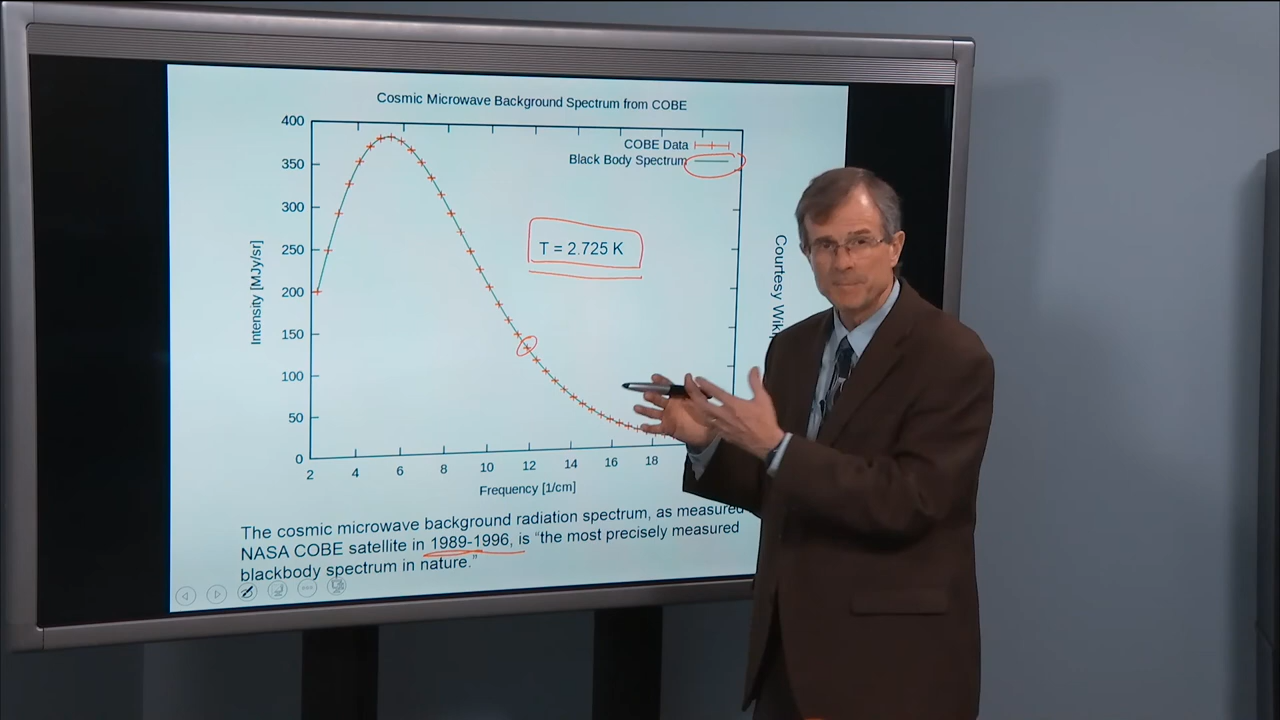 Cosmic Microwave Background Spectrum from COBE
400
350
300
250
200
150
100
50
0
Intensity [MJy/sr]
COBE Data
Black Body Spectrum
T = 2.725 K
2 4 6 8 10 12 14 16 18
Frequency [1/cm]
Courtesy
The cosmic microwave background radiation spectrum, as measured
NASA COBE satellite in 1989-1996, is “the most precisely measured
blackbody spectrum in nature.”